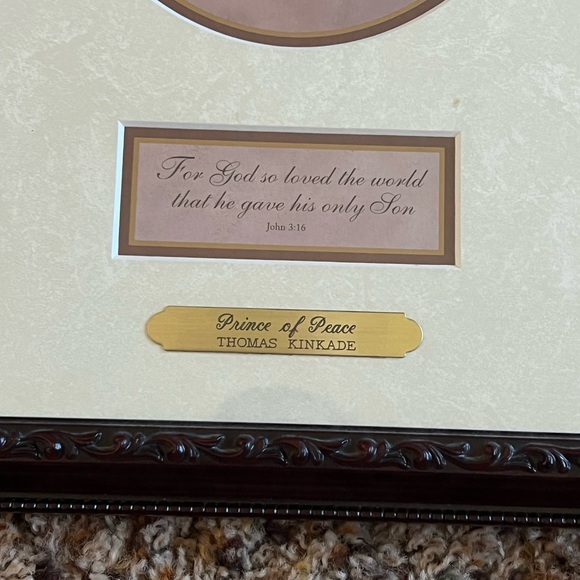 For God so loved the world
that he gave his only Son
John 3:16
Prince of Peace
THOMAS KINKADE